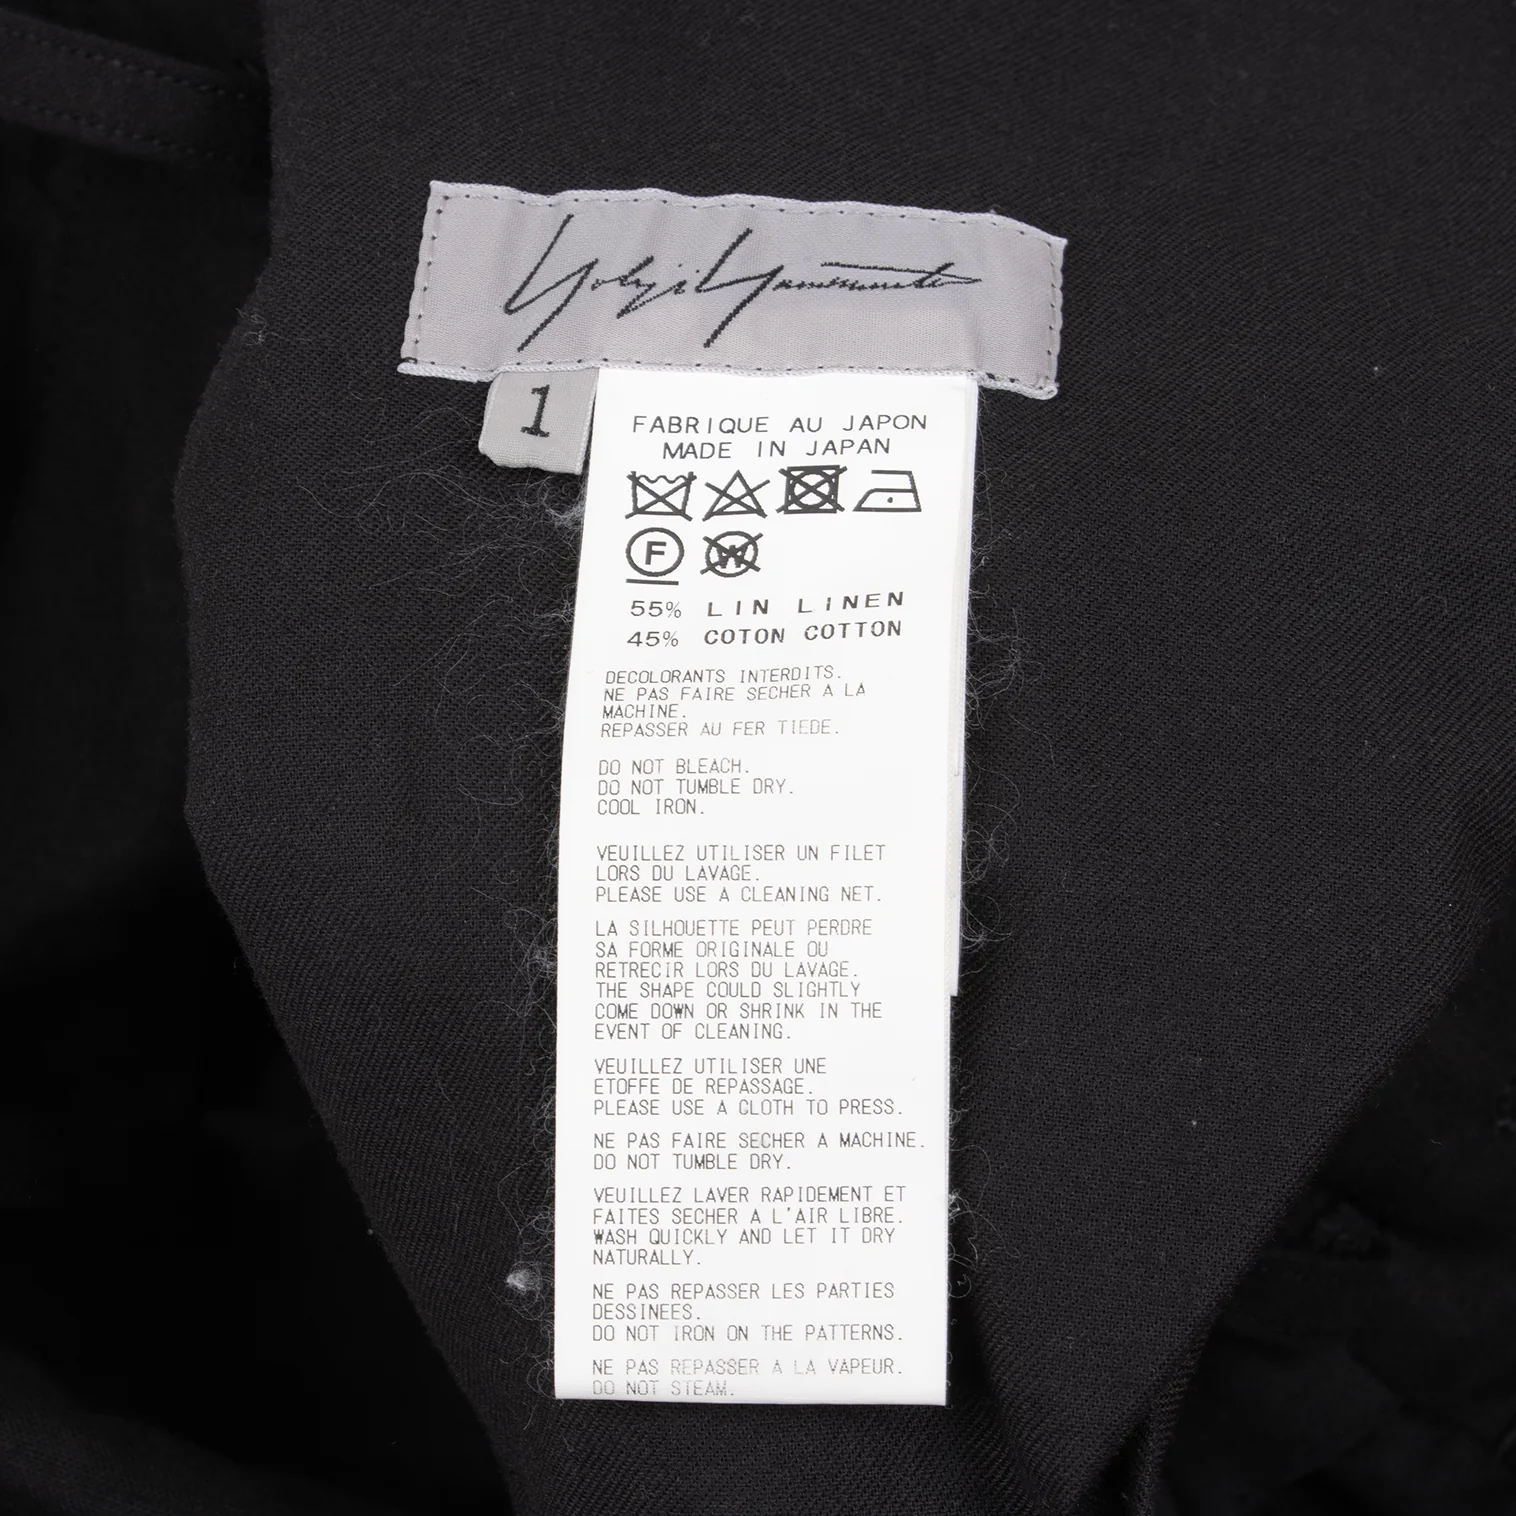 Yohji Yamamoto
1
FABRIQUE AU JAPON
MADE IN JAPAN
F
W
55% LIN LINEN
45% COTON COTTON
DECOLORANTS INTERDITS.
NE PAS FAIRE SECHER A LA
MACHINE.
REPASSER AU FER TIEDE.
DO NOT BLEACH.
DO NOT TUMBLE DRY.
COOL IRON.
VEUILLEZ UTILISER UN FILET
LORS DU LAVAGE.
PLEASE USE A CLEANING NET.
LA SILHOUETTE PEUT PERDRE
SA FORME ORIGINALE OU
RETRECIR LORS DU LAVAGE.
THE SHAPE COULD SLIGHTLY
COME DOWN OR SHRINK IN THE
EVENT OF CLEANING.
VEUILLEZ UTILISER UNE
ETOFFE DE REPASSAGE.
PLEASE USE A CLOTH TO PRESS.
NE PAS FAIRE SECHER A MACHINE.
DO NOT TUMBLE DRY.
VEUILLEZ LAVER RAPIDEMENT ET
FAITES SECHER A L'AIR LIBRE.
WASH QUICKLY AND LET IT DRY
NATURALLY.
NE PAS REPASSER LES PARTIES
DESSINEES.
DO NOT IRON ON THE PATTERNS.
NE PAS REPASSER A LA VAPEUR.
DO NOT STEAM.